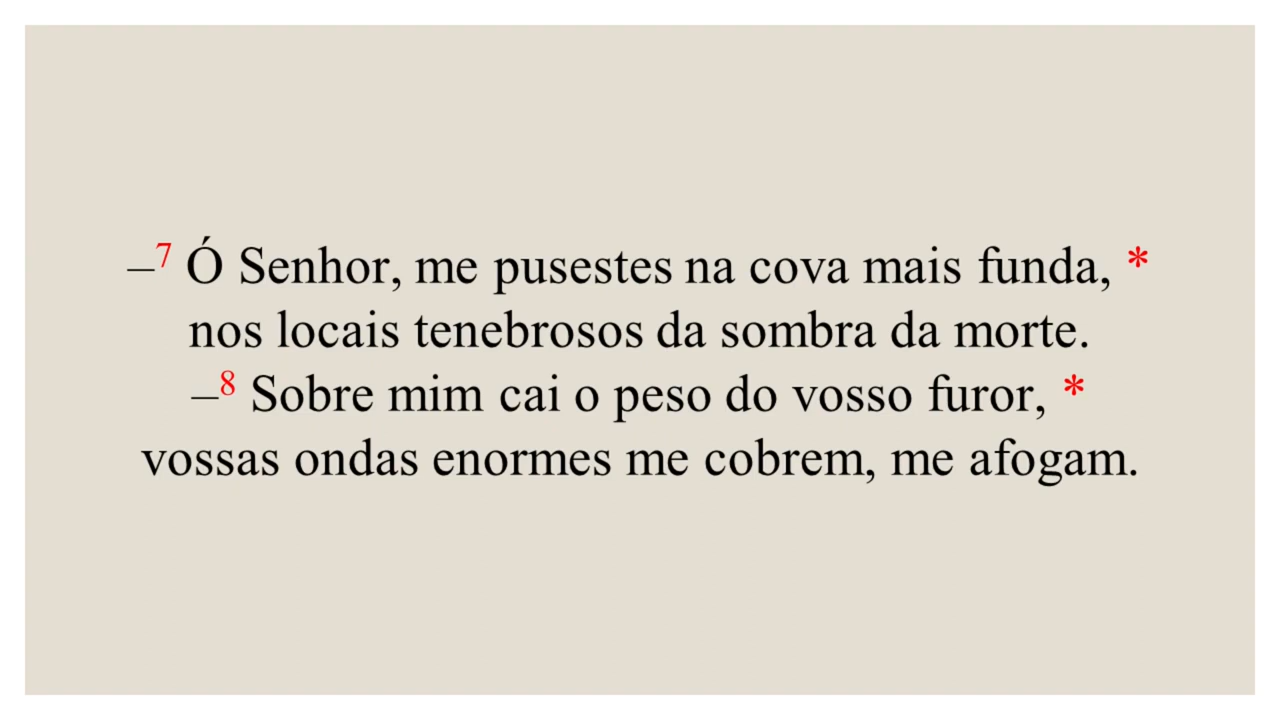 –7 Ó Senhor, me pusestes na cova mais funda, *
nos locais tenebrosos da sombra da morte.
–8 Sobre mim cai o peso do vosso furor, *
vossas ondas enormes me cobrem, me afogam.